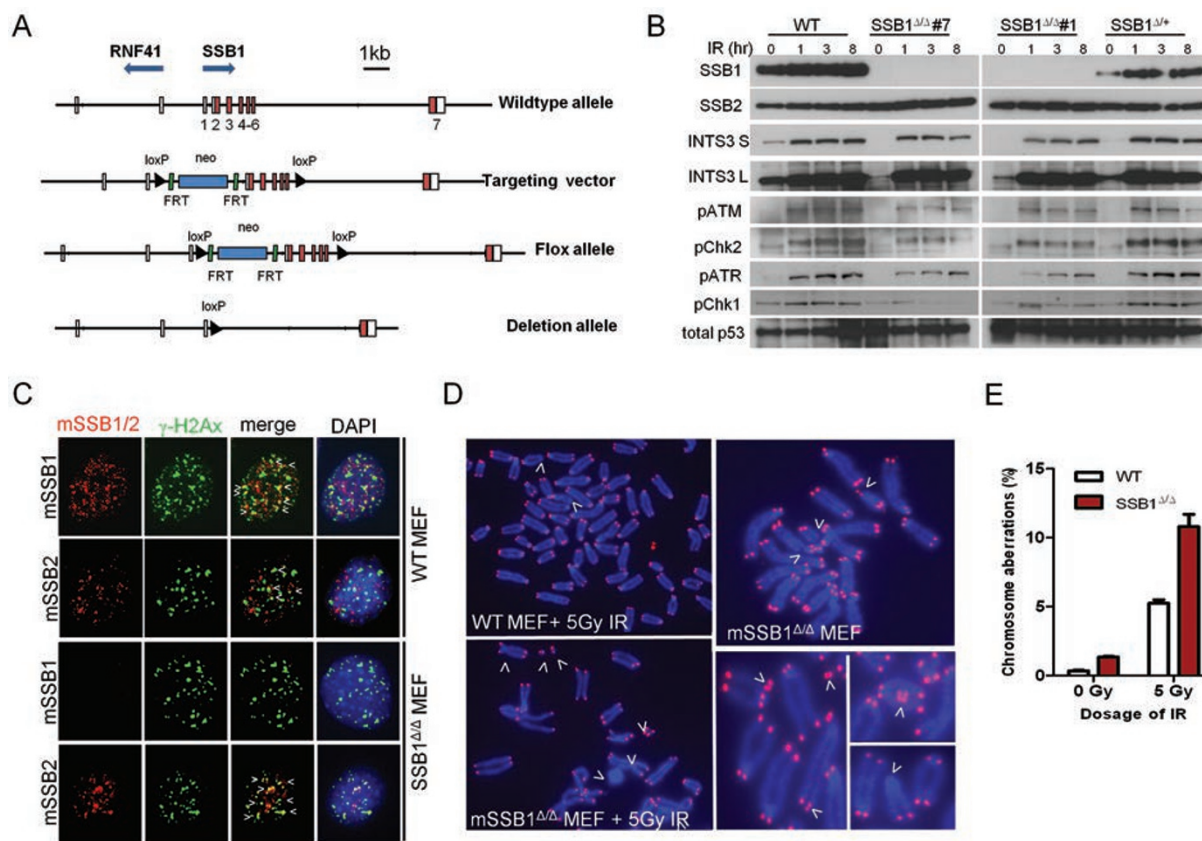 A
RNF41 SSB1 1kb
Wildtype allele
1 2 3 4-6 7
loxP neo loxP
Targeting vector
FRT FRT
loxP neo loxP
Flox allele
FRT FRT
loxP
Deletion allele
B
WT SSB1Δ/Δ#7 SSB1Δ/Δ#1 SSB1Δ/+
IR (hr) 0 1 3 8 0 1 3 8 0 1 3 8 0 1 3 8
SSB1
SSB2
INTS3 S
INTS3 L
pATM
pChk2
pATR
pChk1
total p53
C
mSSB1/2 γ-H2Ax merge DAPI
mSSB1
mSSB2
WT MEF
mSSB1
mSSB2
SSB1Δ/Δ MEF
D
WT MEF+ 5Gy IR
mSSB1Δ/Δ MEF
mSSB1Δ/Δ MEF + 5Gy IR
E
Chromosome aberrations (%)
15
10
5
0
WT
SSB1Δ/Δ
0 Gy 5 Gy
Dosage of IR